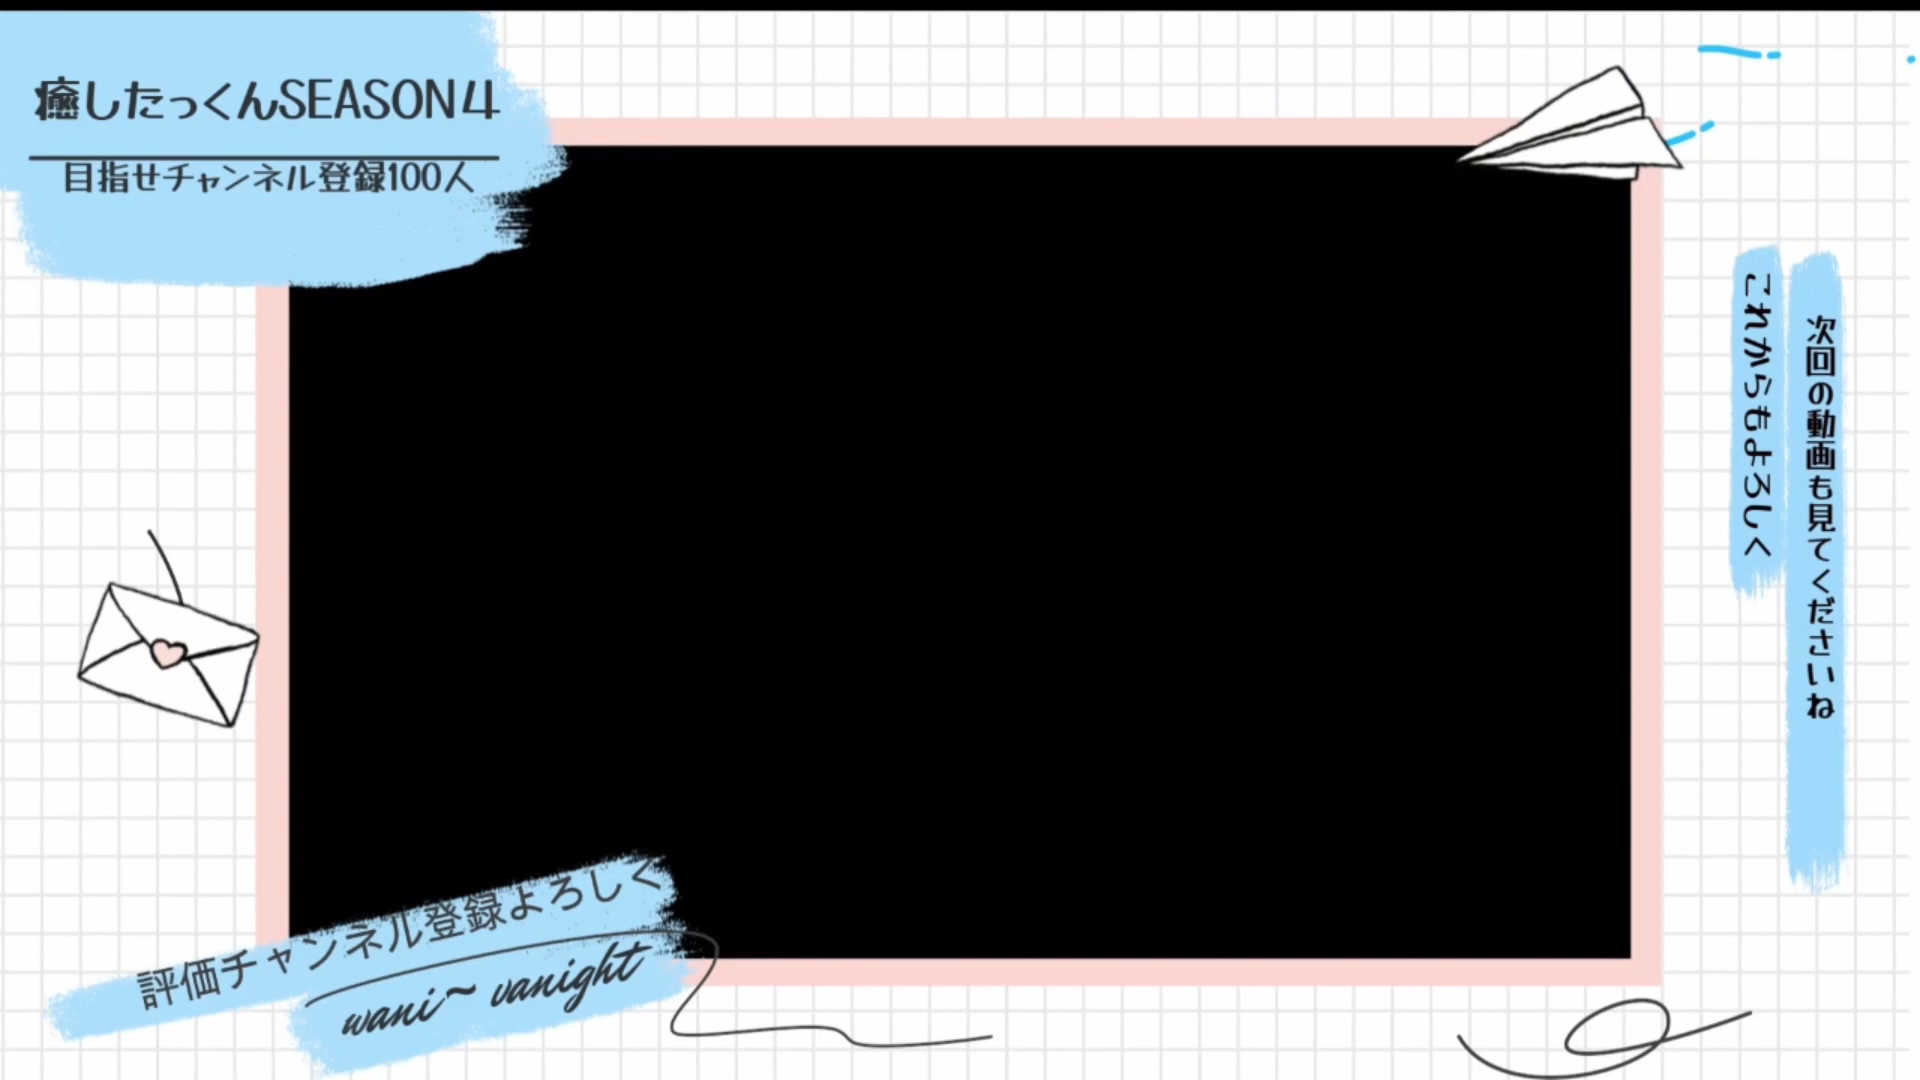 癒したっくんSEASON4
目指せチャンネル登録100人
次回の動画も見てくださいね
これからもよろしく
評価チャンネル登録よろしく
wani~ vanight